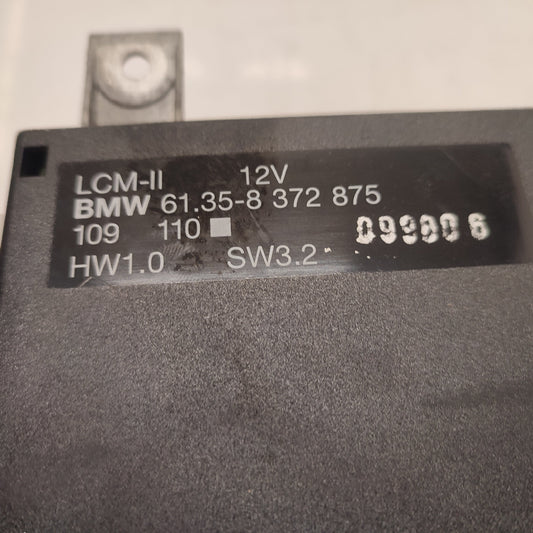 LCM-II 12V
BMW 61.35-8 372 875
109 110
HW1.0 SW3.2